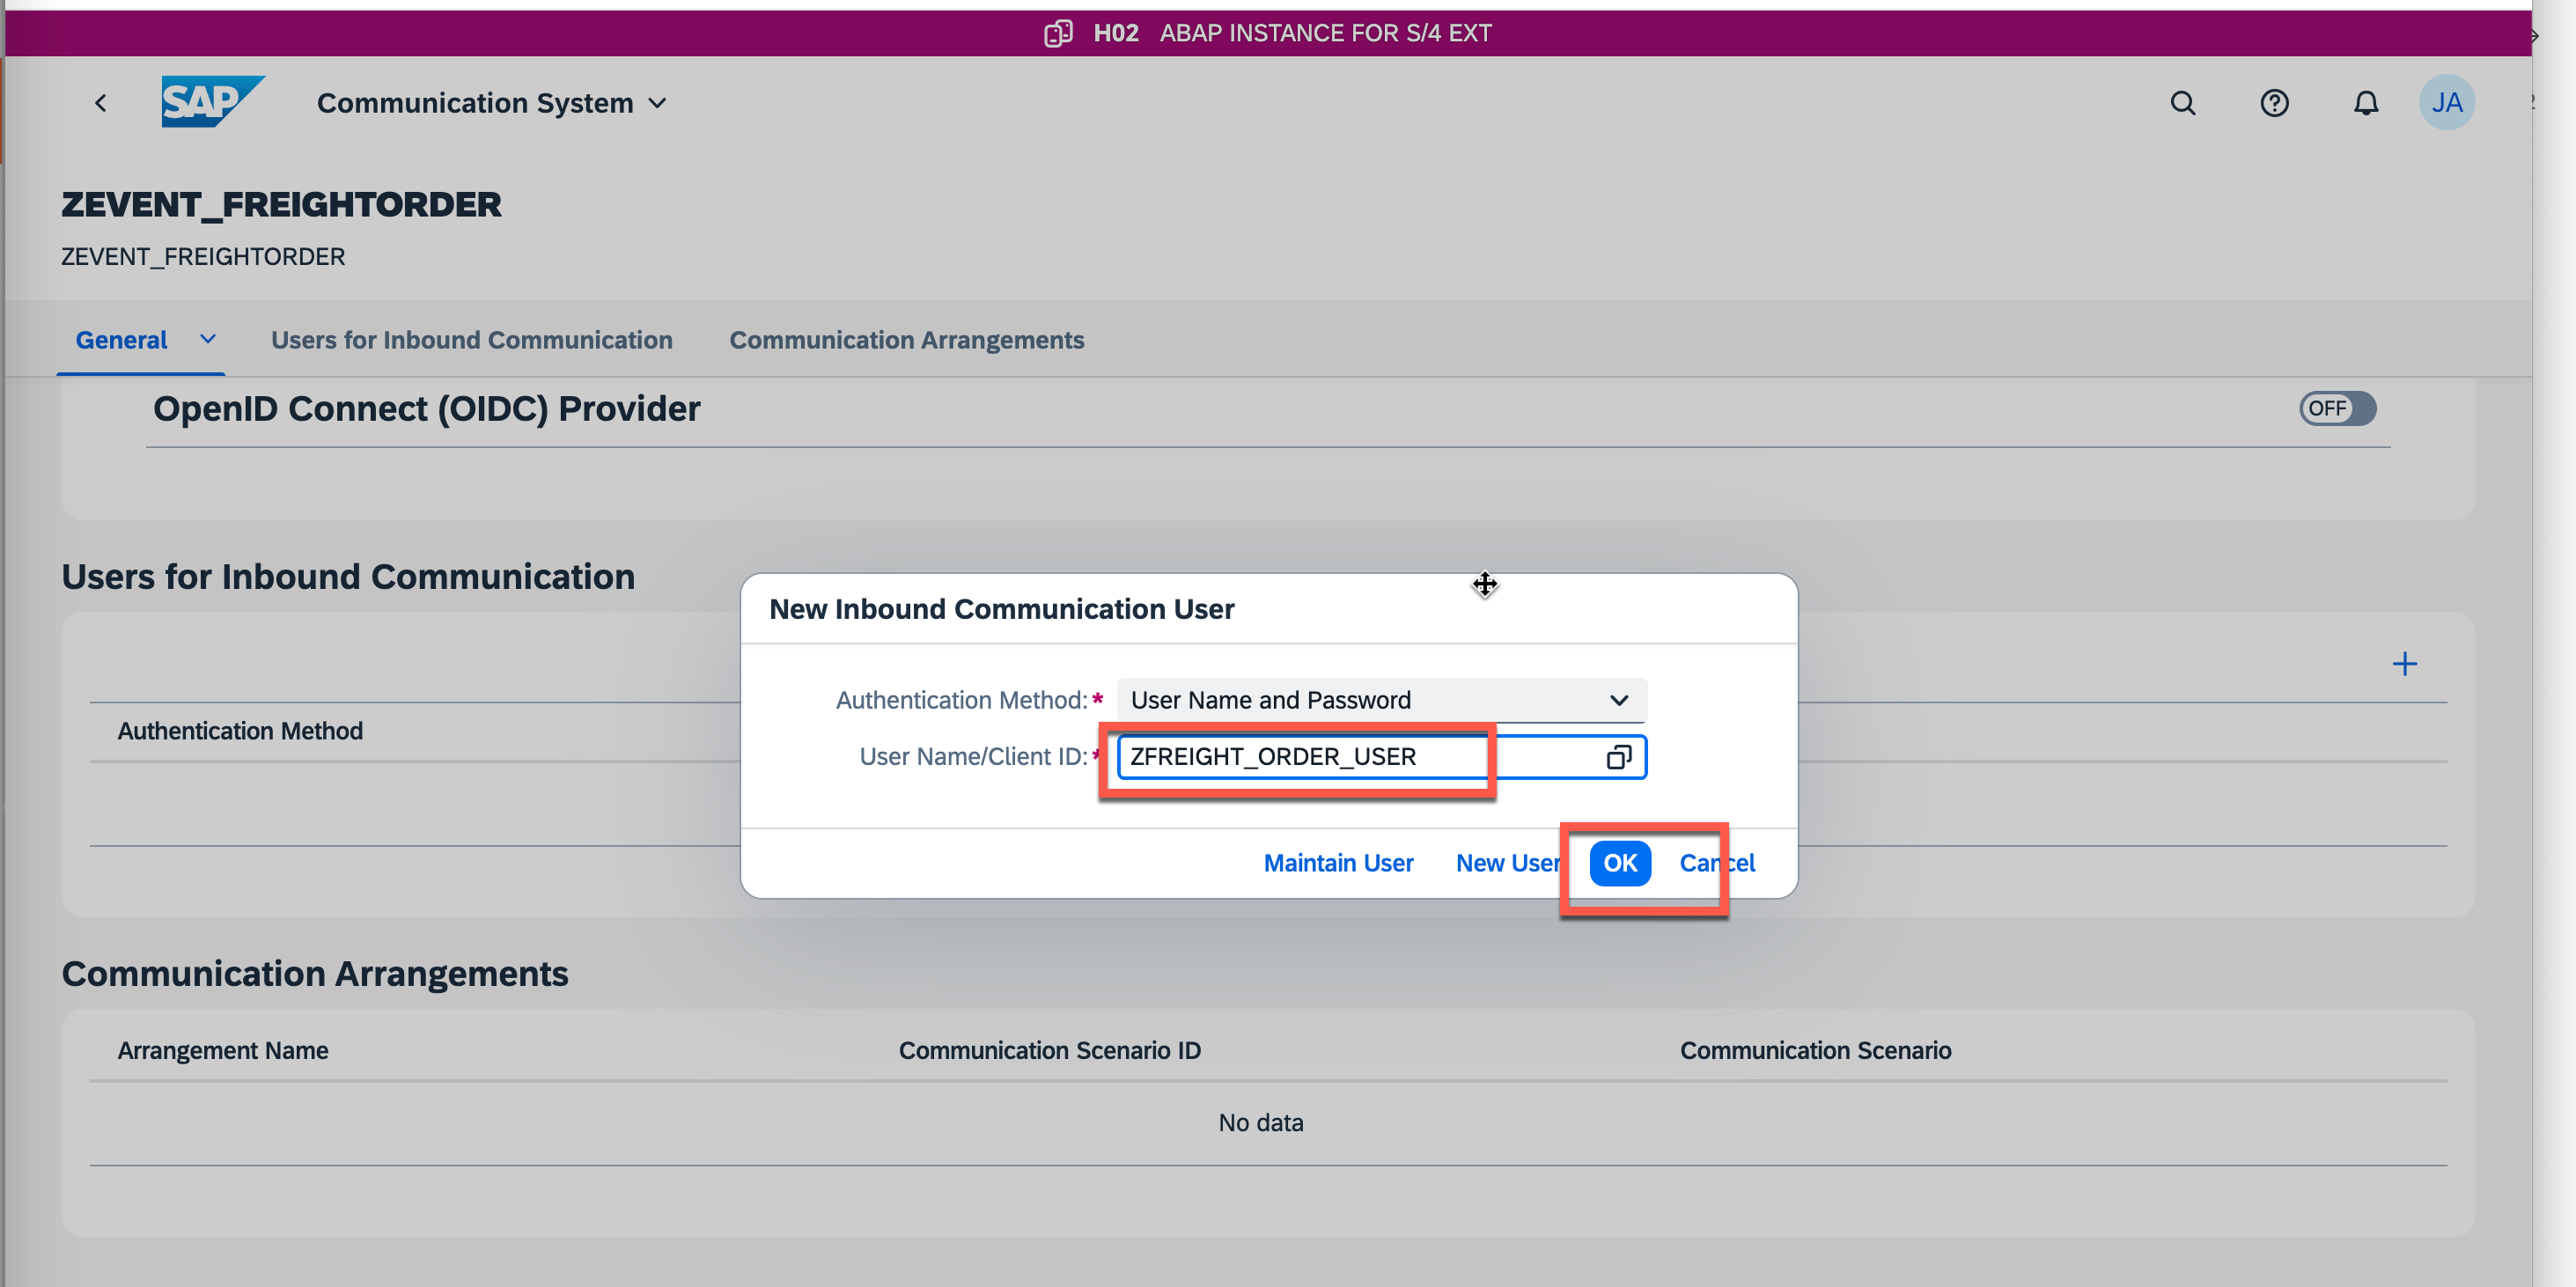 H02 ABAP INSTANCE FOR S/4 EXT
SAP Communication System
JA
ZEVENT_FREIGHTORDER
ZEVENT_FREIGHTORDER
General Users for Inbound Communication Communication Arrangements
OpenID Connect (OIDC) Provider OFF
Users for Inbound Communication
New Inbound Communication User
Authentication Method:* User Name and Password
Authentication Method
User Name/Client ID:* ZFREIGHT_ORDER_USER
Maintain User New User OK Cancel
Communication Arrangements
Arrangement Name Communication Scenario ID Communication Scenario
No data